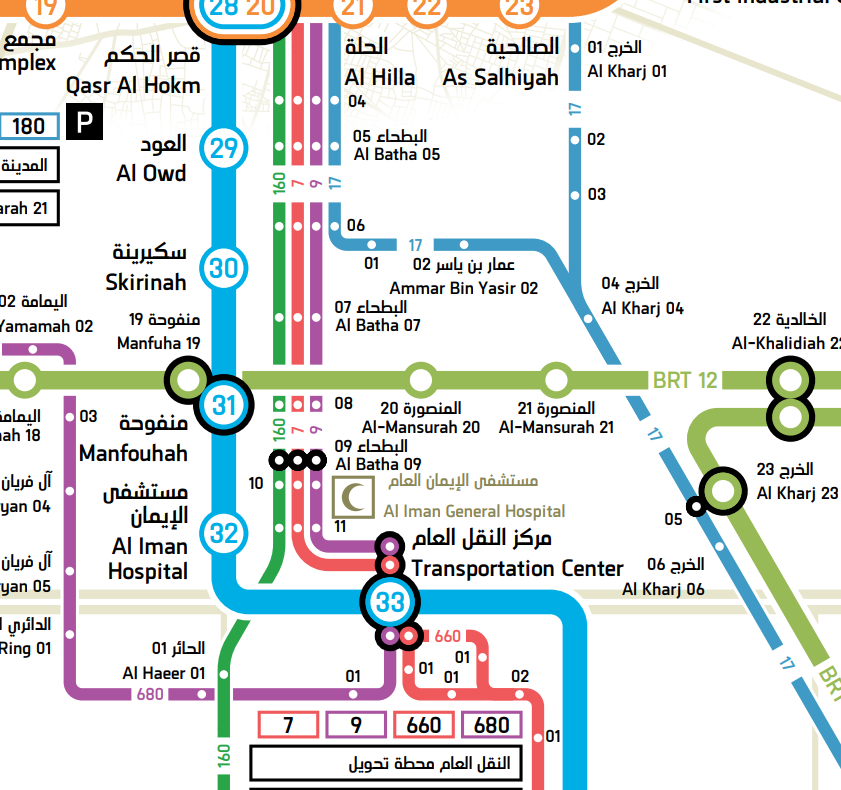 19
28 20
21
22
23
مجمع
mplex
قصر الحكم
Qasr Al Hokm
الحلة
Al Hilla
الصالحية
As Salhiyah
الخرج 01
Al Kharj 01
04
17
180
P
المدينة
arah 21
العود
Al Owd
29
البطحاء 05
Al Batha 05
02
160
7
9
17
03
سكيرينة
Skirinah
30
06
17
01
عمار بن ياسر 02
Ammar Bin Yasir 02
الخرج 04
Al Kharj 04
اليمامة 02
Yamamah 02
منفوحة 19
Manfuha 19
البطحاء 07
Al Batha 07
الخالدية 22
Al-Khalidiah 22
BRT 12
31
08
اليمامة
ah 18
03
منفوحة
Manfouhah
160
7
9
المنصورة 20
Al-Mansurah 20
المنصورة 21
Al-Mansurah 21
17
البطحاء 09
Al Batha 09
آل فريان
yan 04
مستشفى
الإيمان
Al Iman
Hospital
32
10
مستشفى الإيمان العام
Al Iman General Hospital
الخرج 23
Al Kharj 23
05
11
مركز النقل العام
Transportation Center
آل فريان
yan 05
الخرج 06
Al Kharj 06
33
الدائري
Ring 01
الحائر 01
Al Haeer 01
660
01
01
01
02
17
BRT
680
01
7
9
660
680
01
160
النقل العام محطة تحويل